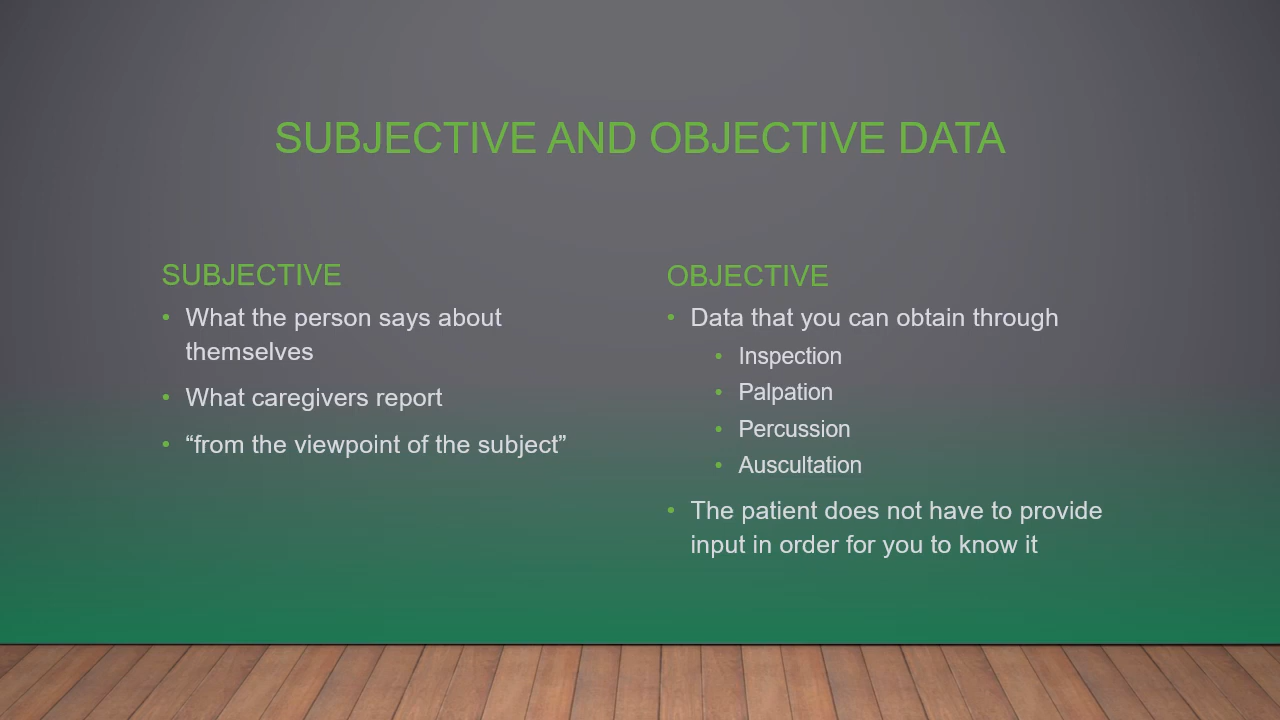 SUBJECTIVE AND OBJECTIVE DATA
SUBJECTIVE
• What the person says about
themselves
• What caregivers report
• “from the viewpoint of the subject”
OBJECTIVE
• Data that you can obtain through
• Inspection
• Palpation
• Percussion
• Auscultation
• The patient does not have to provide
input in order for you to know it